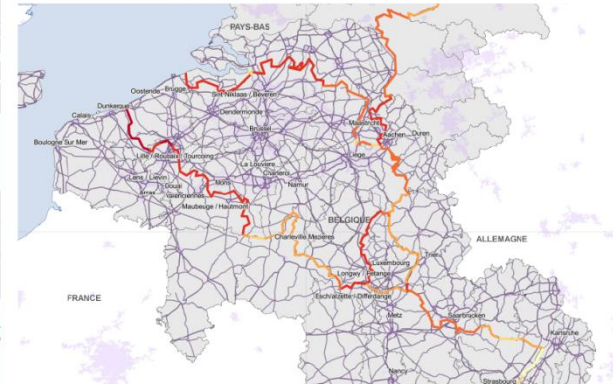 PAYS-BAS
Oostende
Brugge
Sint Niklaas / Beveren
Dunkerque
Calais
Dendermonde
Maastricht
Aachen
Duren
Boulogne Sur Mer
Brussel
Lille / Roubaix / Tourcoing
Liege
La Louviere
Lens / Lievin
Mons
Charleroi
Douai
Namur
Arras
Valenciennes
Maubeuge / Hautmont
BELGIQUE
Charleville Mezieres
ALLEMAGNE
Trier
Luxembourg
Longwy / Petange
Esch/alzette / Differdange
FRANCE
Metz
Saarbrucken
Karlsruhe
Nancy
Strasbourg